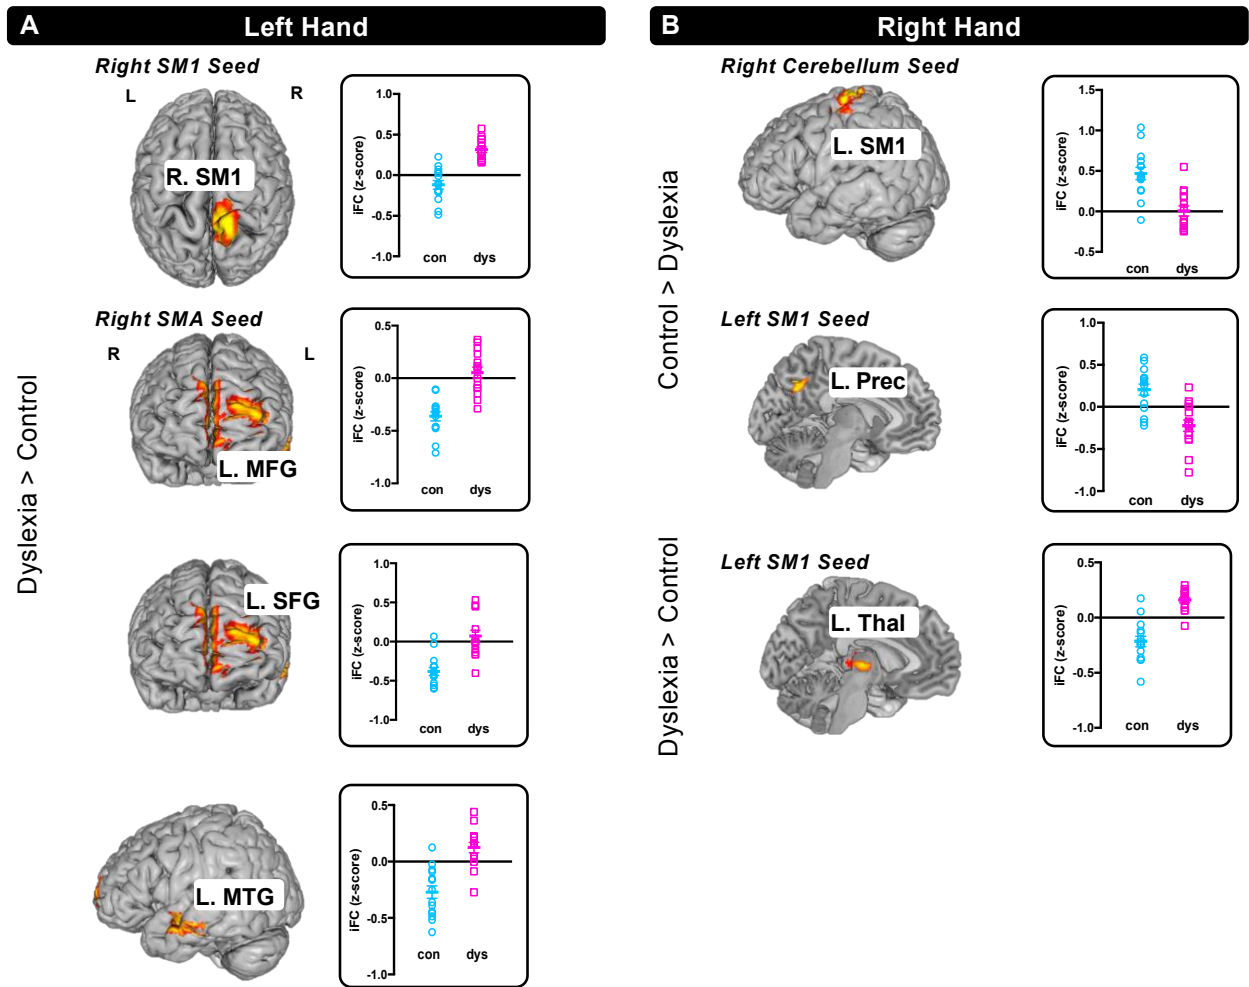 A Left Hand
Dyslexia > Control
Right SM1 Seed
L R
R. SM1
iFC (z-score)
1.0
0.5
0.0
-0.5
-1.0
con dys
Right SMA Seed
R L
L. MFG
iFC (z-score)
0.5
0.0
-0.5
-1.0
con dys
L. SFG
iFC (z-score)
1.0
0.5
0.0
-0.5
-1.0
con dys
L. MTG
iFC (z-score)
0.5
0.0
-0.5
-1.0
con dys
B Right Hand
Control > Dyslexia
Right Cerebellum Seed
L. SM1
iFC (z-score)
1.5
1.0
0.5
0.0
-0.5
con dys
Left SM1 Seed
L. Prec
iFC (z-score)
1.0
0.5
0.0
-0.5
-1.0
con dys
Dyslexia > Control
Left SM1 Seed
L. Thal
iFC (z-score)
0.5
0.0
-0.5
-1.0
con dys